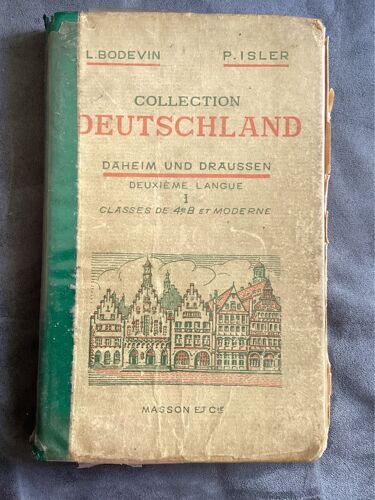 L. BODEVIN P. ISLER
COLLECTION
DEUTSCHLAND
DAHEIM UND DRAUSSEN
DEUXIÈME LANGUE
I
CLASSES DE 4e B ET MODERNE
MASSON ET Cie